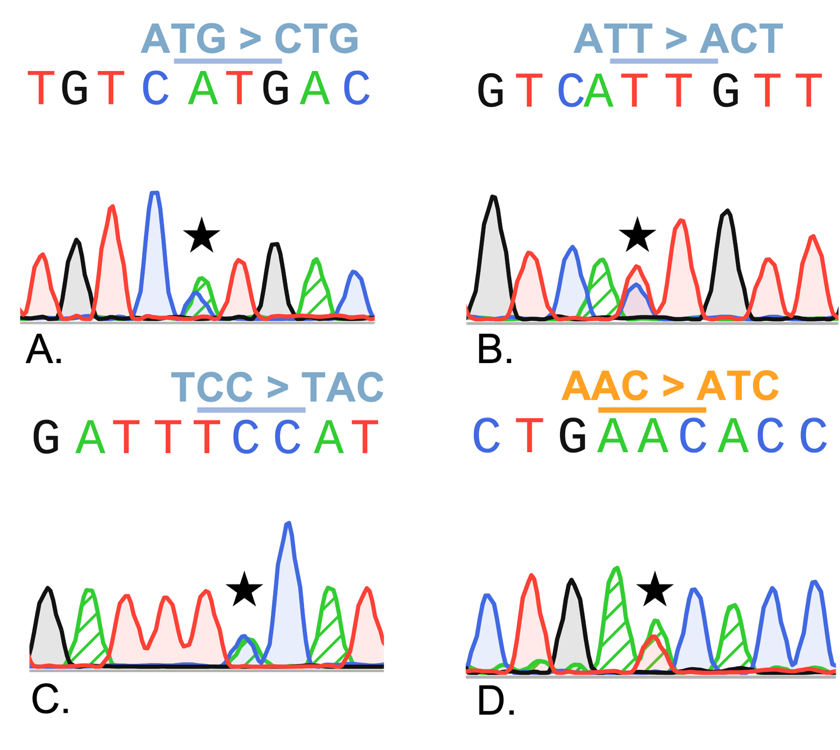 ATG > CTG
TGTCATGAC
A.
ATT > ACT
GTCATTGTT
B.
TCC > TAC
GATTTCCAT
C.
AAC > ATC
CTGAACACC
D.